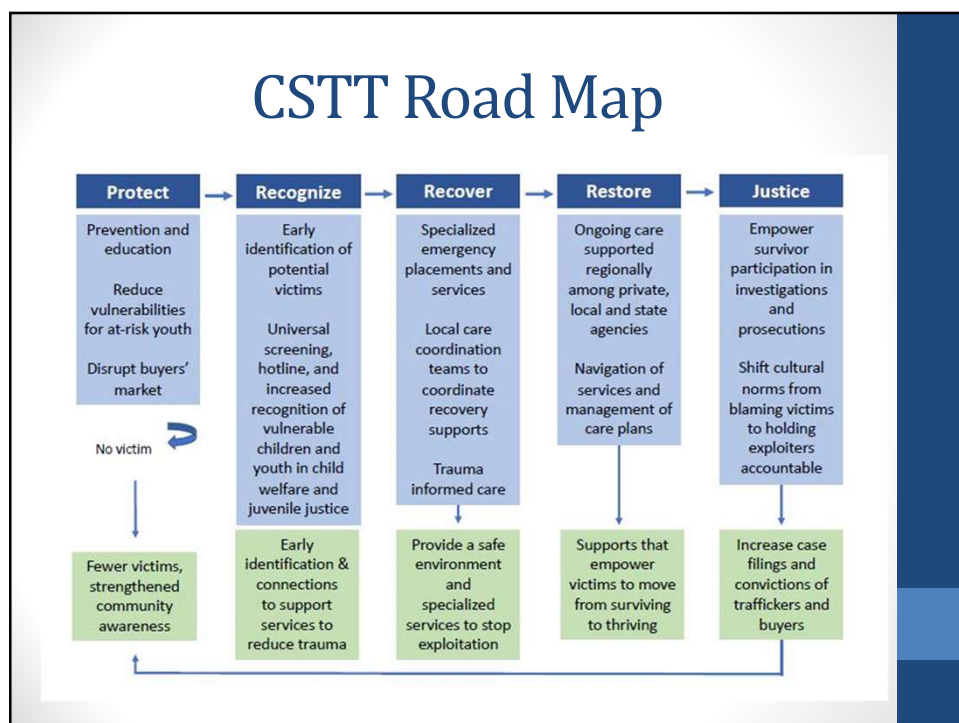 CSTT Road Map
Protect
Prevention and
education
Reduce
vulnerabilities
for at-risk youth
Disrupt buyers'
market
No victim
Fewer victims,
strengthened
community
awareness
Recognize
Early
identification of
potential
victims
Universal
screening,
hotline, and
increased
recognition of
vulnerable
children and
youth in child
welfare and
juvenile justice
Early
identification &
connections
to support
services to
reduce trauma
Recover
Specialized
emergency
placements and
services
Local care
coordination
teams to
coordinate
recovery
supports
Trauma
informed care
Provide a safe
environment
and
specialized
services to stop
exploitation
Restore
Ongoing care
supported
regionally
among private,
local and state
agencies
Navigation of
services and
management of
care plans
Supports that
empower
victims to move
from surviving
to thriving
Justice
Empower
survivor
participation in
investigations
and
prosecutions
Shift cultural
norms from
blaming victims
to holding
exploiters
accountable
Increase case
filings and
convictions of
traffickers and
buyers